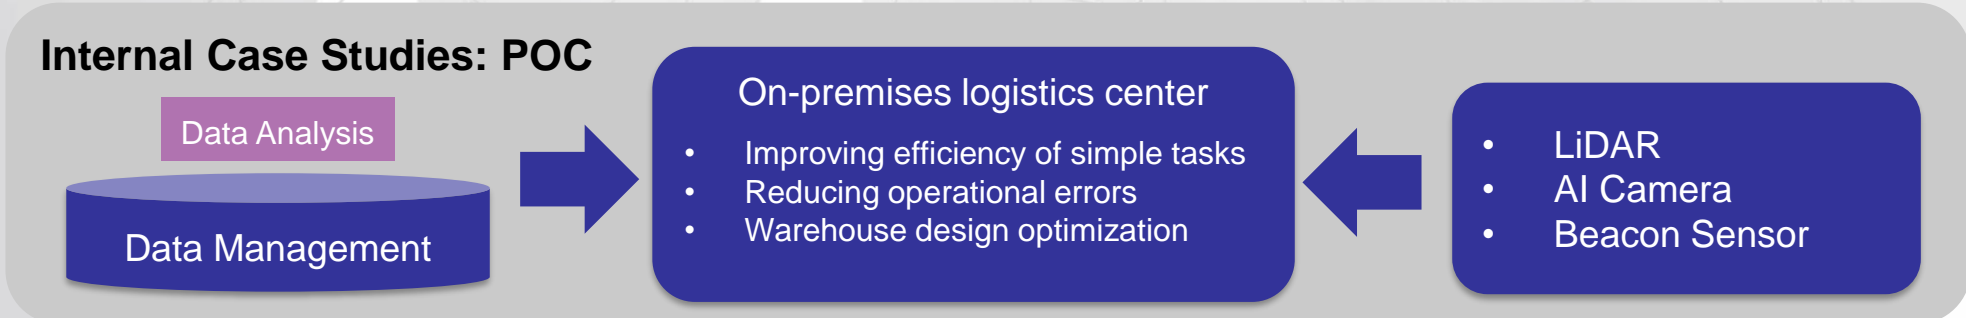 Internal Case Studies: POC
Data Analysis
Data Management
On-premises logistics center
• Improving efficiency of simple tasks
• Reducing operational errors
• Warehouse design optimization
• LiDAR
• AI Camera
• Beacon Sensor